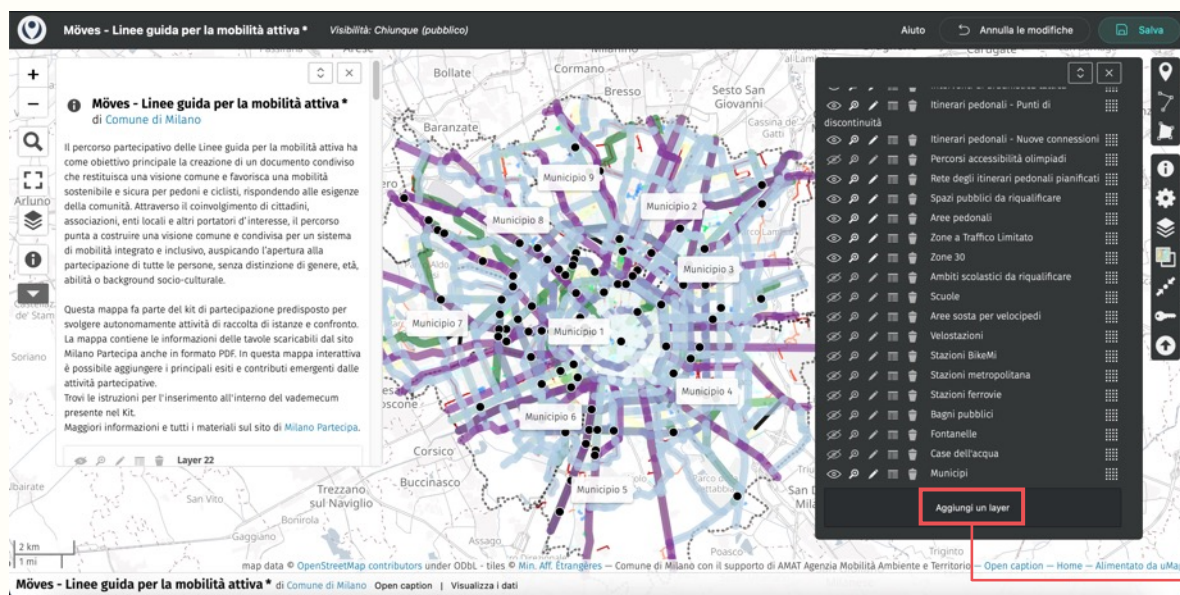 Möves - Linee guida per la mobilità attiva * Visibilità: Chiunque (pubblico)
Aiuto Annulla le modifiche Salva
Möves - Linee guida per la mobilità attiva *
di Comune di Milano
Il percorso partecipativo delle Linee guida per la mobilità attiva ha
come obiettivo principale la creazione di un documento condiviso
che restituisca una visione comune e favorisca una mobilità
sostenibile e sicura per pedoni e ciclisti, rispondendo alle esigenze
della comunità. Attraverso il coinvolgimento di cittadini,
associazioni, enti locali e altri portatori d'interesse, il percorso
punta a costruire una visione comune e condivisa per un sistema
di mobilità integrato e inclusivo, auspicando l'apertura alla
partecipazione di tutte le persone, senza distinzione di genere, età,
abilità o background socio-culturale.
Questa mappa fa parte del kit di partecipazione predisposto per
svolgere autonomamente attività di raccolta di istanze e confronto.
La mappa contiene le informazioni delle tavole scaricabili dal sito
Milano Partecipa anche in formato PDF. In questa mappa interattiva
è possibile aggiungere i principali esiti e contributi emergenti dalle
attività partecipative.
Trovi le istruzioni per l'inserimento all'interno del vademecum
presente nel Kit.
Maggiori informazioni e tutti i materiali sul sito di Milano Partecipa.
Layer 22
Arluno
de' Stam
Soriano
San Vito
Bonirola
Gaggiano
Trezzano
sul Naviglio
Buccinasco
Corsico
Assago
Bollate
Cormano
Bresso
Sesto San
Giovanni
Cassina de'
Gatti
Baranzate
Carugate
Poasco
Triginto
Municipio 9
Municipio 8
Municipio 2
Municipio 3
Municipio 7
Municipio 1
Municipio 4
Municipio 6
Municipio 5
Itinerari pedonali - Punti di
discontinuità
Itinerari pedonali - Nuove connessioni
Percorsi accessibilità olimpiadi
Rete degli itinerari pedonali pianificati
Spazi pubblici da riqualificare
Aree pedonali
Zone a Traffico Limitato
Zone 30
Ambiti scolastici da riqualificare
Scuole
Aree sosta per velocipedi
Velostazioni
Stazioni BikeMi
Stazioni metropolitana
Stazioni ferrovie
Bagni pubblici
Fontanelle
Case dell'acqua
Municipi
Aggiungi un layer
2 km
1 mi
map data © OpenStreetMap contributors under ODbL - tiles © Min. Aff. Étrangères — Comune di Milano con il supporto di AMAT Agenzia Mobilità Ambiente e Territorio — Open caption — Home — Alimentato da uMap
Möves - Linee guida per la mobilità attiva * di Comune di Milano Open caption | Visualizza i dati